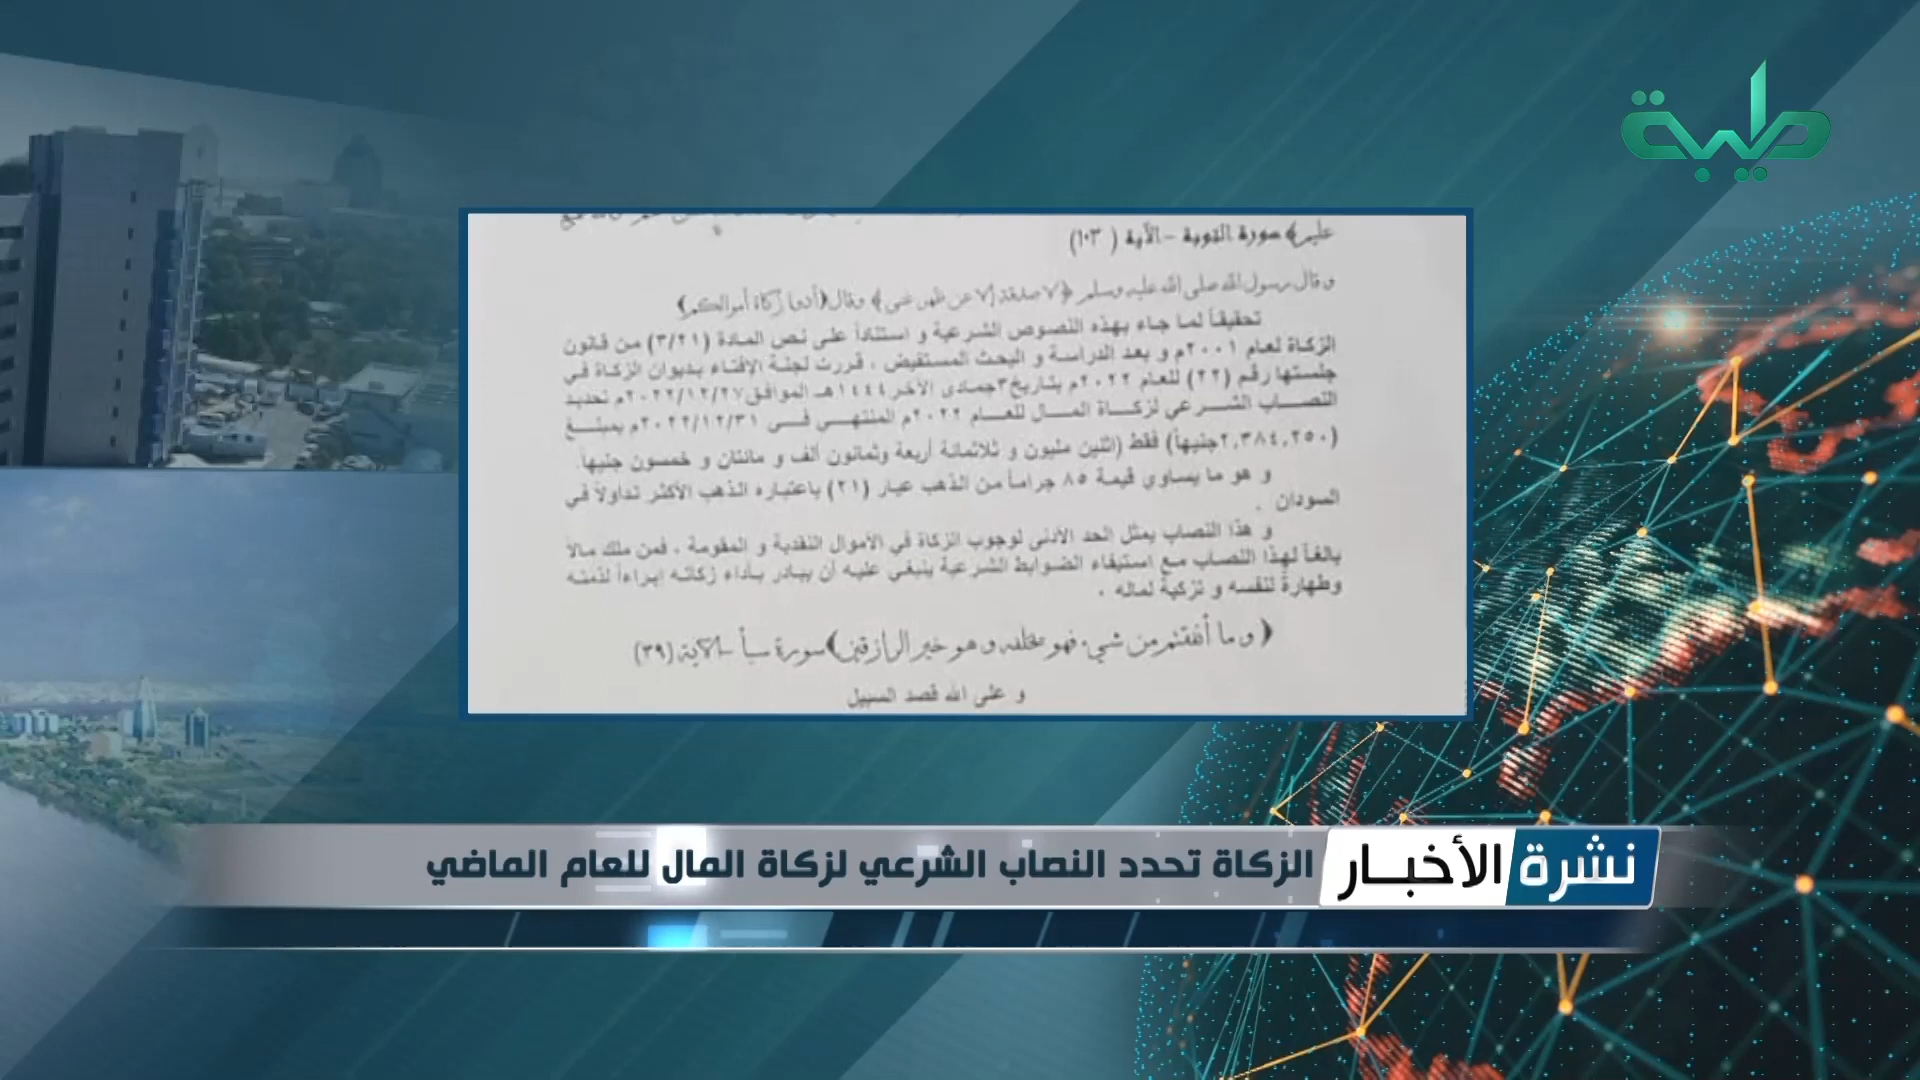 طيبة
عليم﴾ سورة التوبة - الآية (١٠٣)
وقال رسول الله صلى الله عليه وسلم ﴿لا صدقة إلا عن ظهر غنى﴾ وقال﴿أدوا زكاة أموالكم﴾
تحقيقاً لما جاء بهذه النصوص الشرعية و استناداً على نص المادة (٣/٢١) من قانون
الزكاة لعام ٢٠٠١م و بعد الدراسة و البحث المستفيض ، قررت لجنة الإفتاء بديوان الزكاة في
جلستها رقم (٢٢) للعام ٢٠٢٢م بتاريخ ٣جمادى الآخر ١٤٤٤هـ الموافق ٢٠٢٢/١٢/٢٧م تحديد
النصاب الشرعي لزكاة المال للعام ٢٠٢٢م المنتهي في ٢٠٢٢/١٢/٣١م بمبلغ
(٢,٣٨٤,٢٥٠جنيهاً) فقط (اثنين مليون و ثلاثمائة أربعة وثمانون ألف و مائتان و خمسون جنيهاً.
و هو ما يساوي قيمة ٨٥ جراماً من الذهب عيار (٢١) باعتباره الذهب الأكثر تداولاً في
السودان .
و هذا النصاب يمثل الحد الأدنى لوجوب الزكاة في الأموال النقدية و المقومة ، فمن ملك مالاً
بالغاً لهذا النصاب مع استيفاء الضوابط الشرعية ينبغي عليه أن يبادر بأداء زكاته إبراءاً لذمته
وطهارةً لنفسه و تزكيةً لماله .
﴿ وما أنفقتم من شيء فهو يخلفه وهو خير الرازقين﴾ سورة سبأ - الآية (٣٩)
و على الله قصد السبيل
نشرة الأخبار
الزكاة تحدد النصاب الشرعي لزكاة المال للعام الماضي